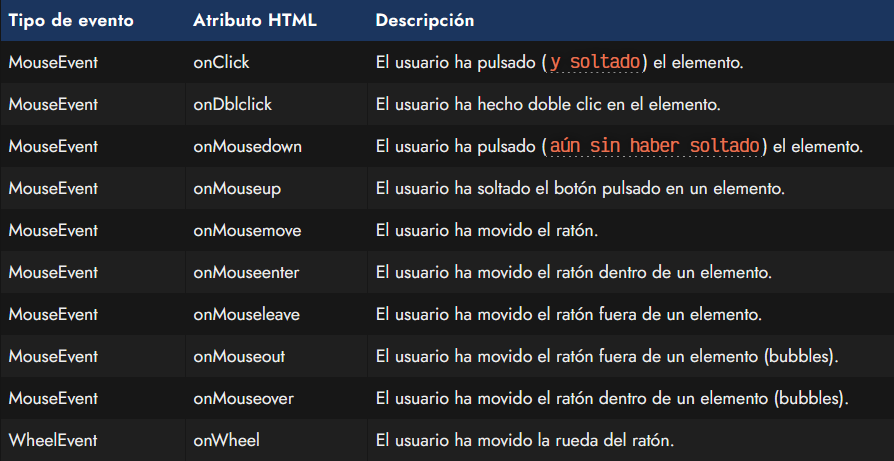 Tipo de evento Atributo HTML Descripción
MouseEvent onClick El usuario ha pulsado (y soltado) el elemento.
MouseEvent onDblclick El usuario ha hecho doble clic en el elemento.
MouseEvent onMousedown El usuario ha pulsado (aún sin haber soltado) el elemento.
MouseEvent onMouseup El usuario ha soltado el botón pulsado en un elemento.
MouseEvent onMousemove El usuario ha movido el ratón.
MouseEvent onMouseenter El usuario ha movido el ratón dentro de un elemento.
MouseEvent onMouseleave El usuario ha movido el ratón fuera de un elemento.
MouseEvent onMouseout El usuario ha movido el ratón fuera de un elemento (bubbles).
MouseEvent onMouseover El usuario ha movido el ratón dentro de un elemento (bubbles).
WheelEvent onWheel El usuario ha movido la rueda del ratón.